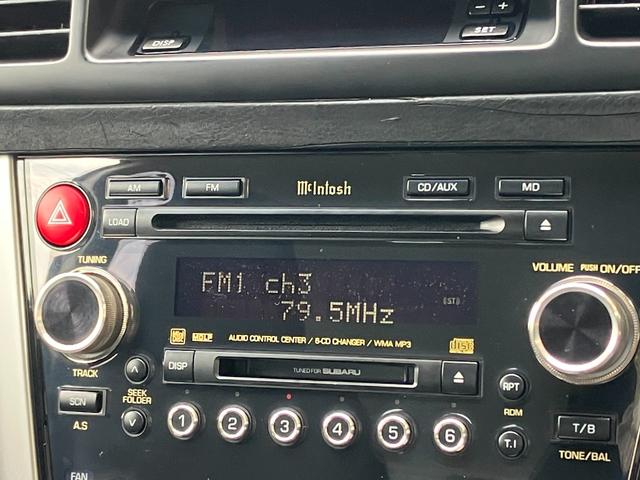 DISP
− +
SET
AM
FM
McIntosh
CD/AUX
MD
LOAD
TUNING
VOLUME PUSH ON/OFF
FM1 ch3
79.5MHz
ST
AUDIO CONTROL CENTER / 6-CD CHANGER / WMA MP3
TRACK
DISP
TUNED FOR SUBARU
SCN
A.S
SEEK
FOLDER
RPT
RDM
T.I
1 2 3 4 5 6
T/B
TONE/BAL
FAN